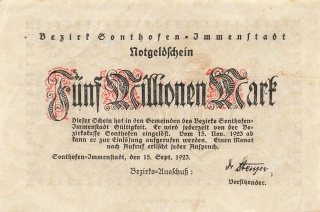 Bezirk Sonthofen-Immenstadt
Notgeldschein
Fünf Millionen Mark
Dieser Schein hat in den Gemeinden des Bezirks Sonthofen-
Immenstadt Gültigkeit. Er wird jederzeit von der Be-
zirkskasse Sonthofen eingelöst. Vom 15. Nov. 1923 ab
kann er zur Einlösung aufgerufen werden. Einen Monat
nach Aufruf erlischt jeder Anspruch.
Sonthofen-Immenstadt, den 15. Sept. 1923.
Bezirks-Ausschuß:
Vorsitzender.